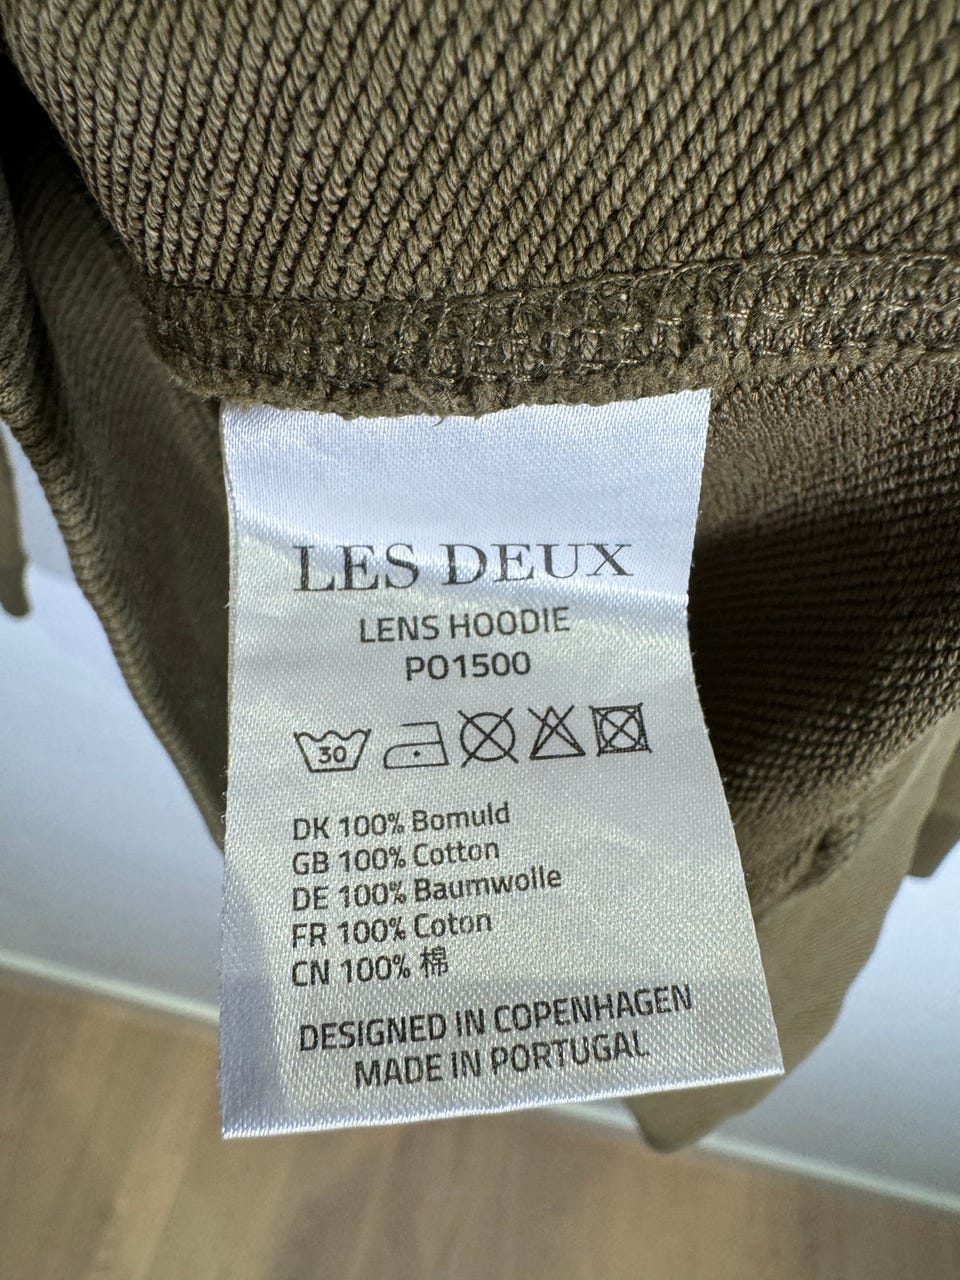 LES DEUX
LENS HOODIE
PO1500
30
DK 100% Bomuld
GB 100% Cotton
DE 100% Baumwolle
FR 100% Coton
CN 100% 棉
DESIGNED IN COPENHAGEN
MADE IN PORTUGAL